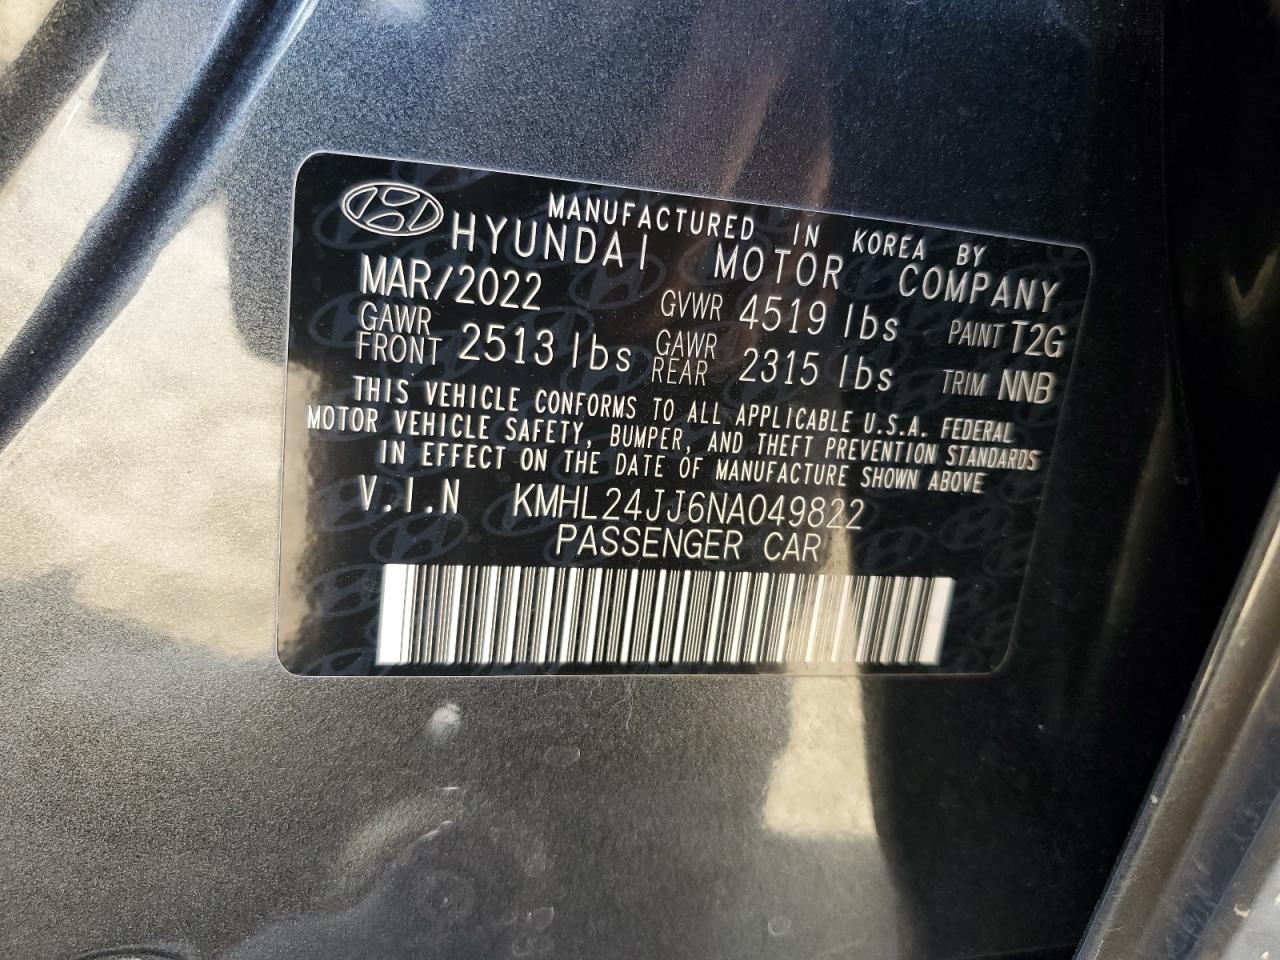 MANUFACTURED IN KOREA BY
HYUNDAI MOTOR COMPANY
MAR/2022 GVWR 4519 lbs PAINT T2G
GAWR FRONT 2513 lbs GAWR REAR 2315 lbs TRIM NNB
THIS VEHICLE CONFORMS TO ALL APPLICABLE U.S.A. FEDERAL
MOTOR VEHICLE SAFETY, BUMPER, AND THEFT PREVENTION STANDARDS
IN EFFECT ON THE DATE OF MANUFACTURE SHOWN ABOVE
V.I.N KMHL24JJ6NA049822
PASSENGER CAR